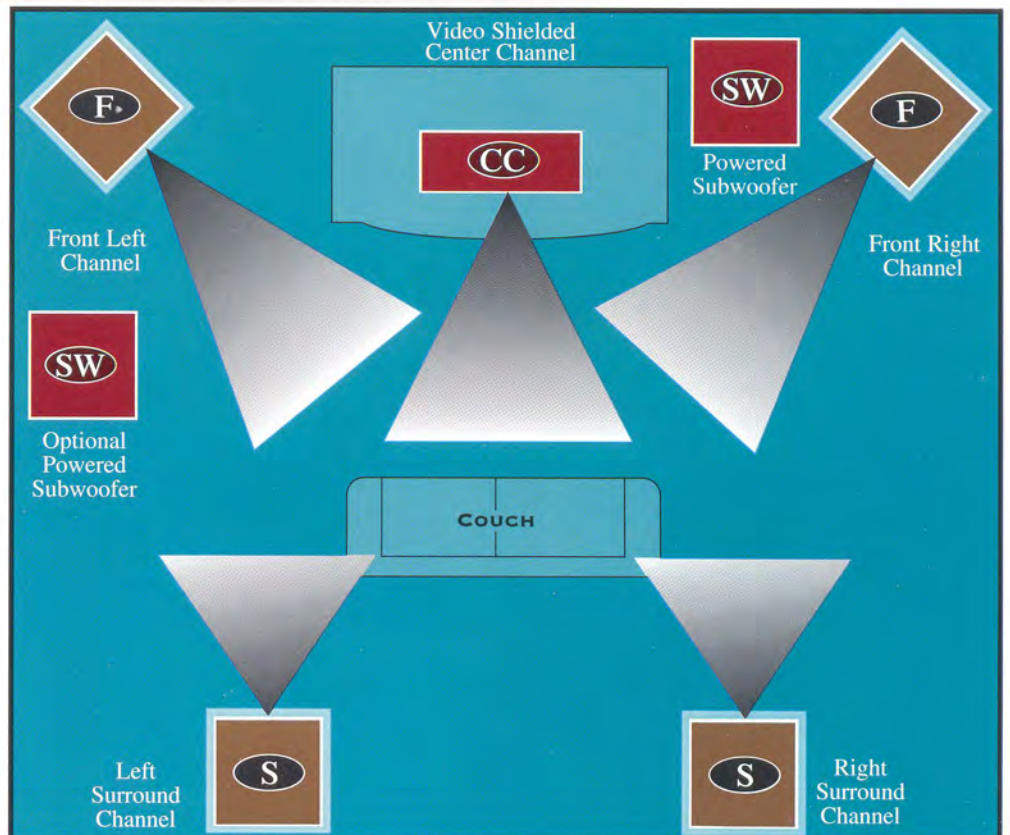 Video Shielded
Center Channel
F
CC
SW
F
Powered
Subwoofer
Front Left
Channel
Front Right
Channel
SW
Optional
Powered
Subwoofer
COUCH
S
S
Left
Surround
Channel
Right
Surround
Channel